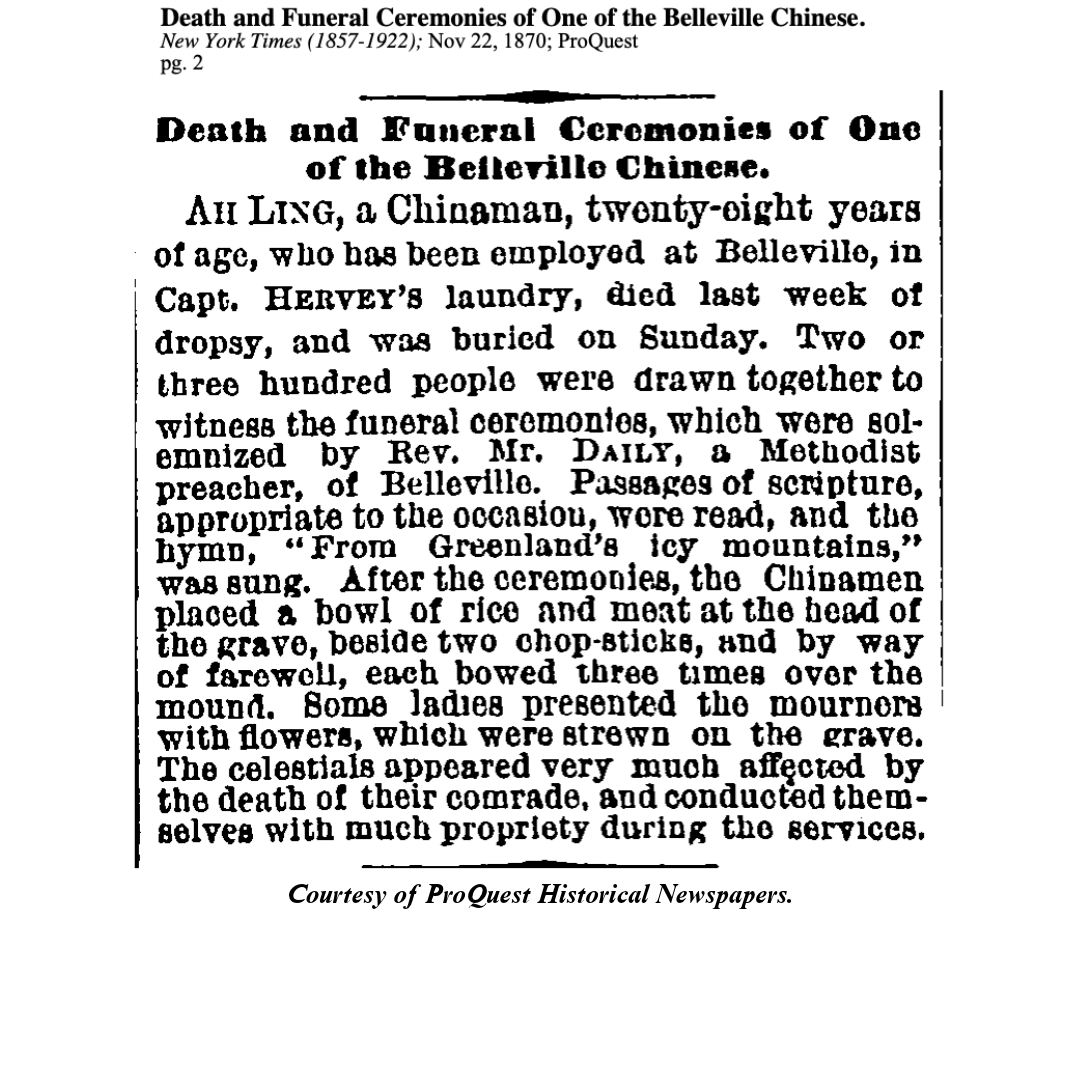 Death and Funeral Ceremonies of One of the Belleville Chinese.
New York Times (1857-1922); Nov 22, 1870; ProQuest
pg. 2
Death and Funeral Ceremonies of One
of the Belleville Chinese.
AH LING, a Chinaman, twenty-eight years
of age, who has been employed at Belleville, in
Capt. HERVEY'S laundry, died last week of
dropsy, and was buried on Sunday. Two or
three hundred people were drawn together to
witness the funeral ceremonies, which were sol-
emnized by Rev. Mr. DAILY, a Methodist
preacher, of Belleville. Passages of scripture,
appropriate to the occasion, were read, and the
hymn, "From Greenland's icy mountains,"
was sung. After the ceremonies, the Chinamen
placed a bowl of rice and meat at the head of
the grave, beside two chop-sticks, and by way
of farewell, each bowed three times over the
mound. Some ladies presented the mourners
with flowers, which were strewn on the grave.
The celestials appeared very much affected by
the death of their comrade, and conducted them-
selves with much propriety during the services.
Courtesy of ProQuest Historical Newspapers.